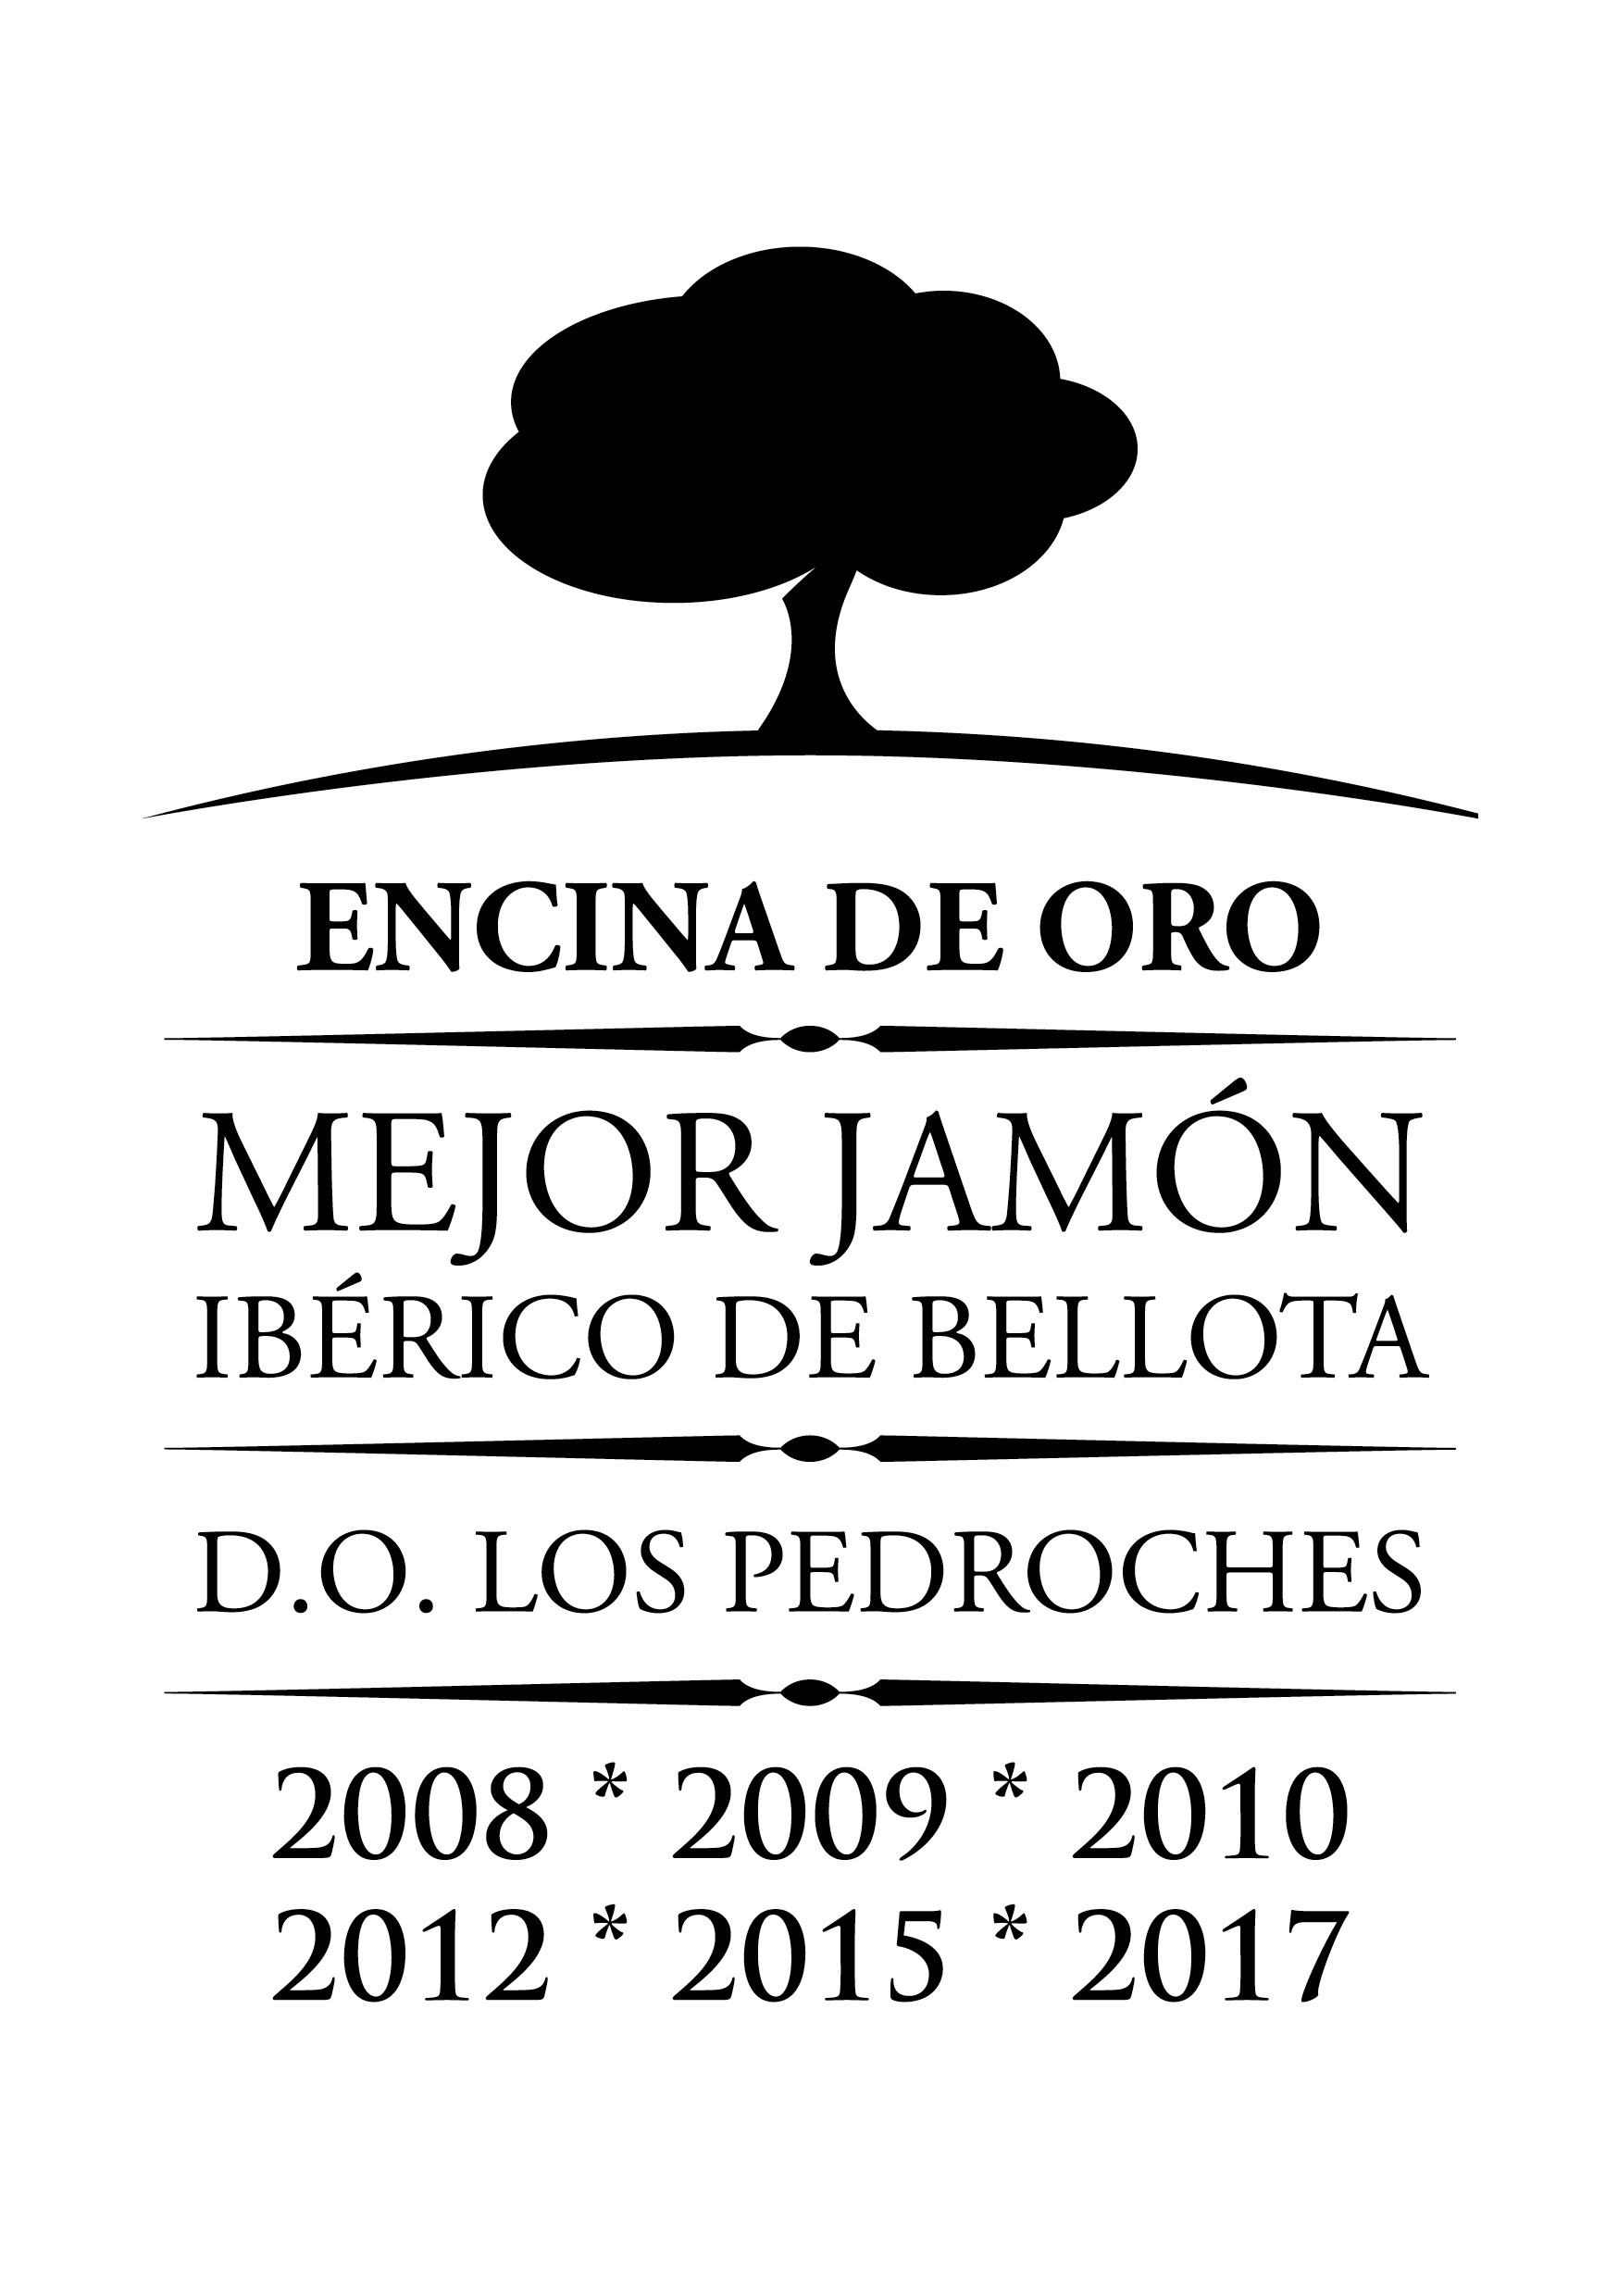 ENCINA DE ORO
MEJOR JAMÓN
IBÉRICO DE BELLOTA
D.O. LOS PEDROCHES
2008 * 2009 * 2010
2012 * 2015 * 2017